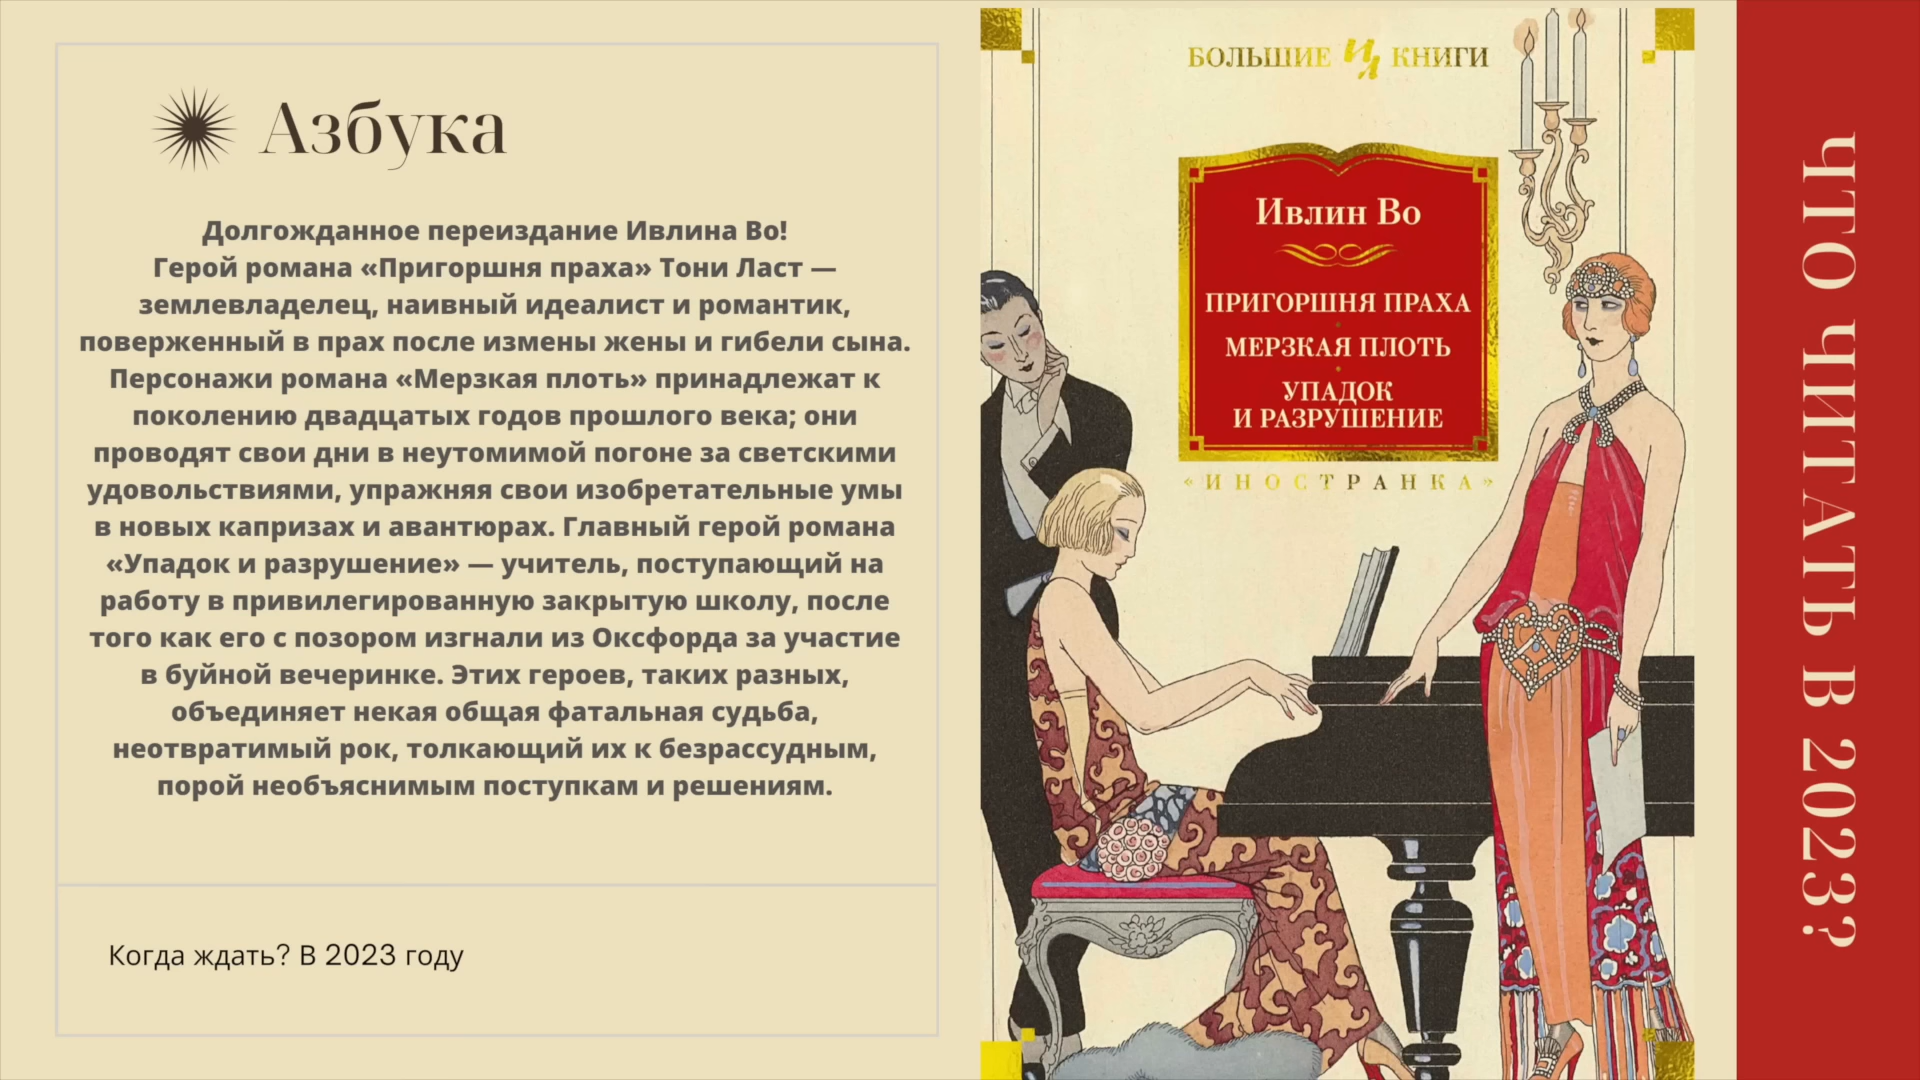 Азбука
Долгожданное переиздание Ивлина Во!
Герой романа «Пригоршня праха» Тони Ласт —
землевладелец, наивный идеалист и романтик,
поверженный в прах после измены жены и гибели сына.
Персонажи романа «Мерзкая плоть» принадлежат к
поколению двадцатых годов прошлого века; они
проводят свои дни в неутомимой погоне за светскими
удовольствиями, упражняя свои изобретательные умы
в новых капризах и авантюрах. Главный герой романа
«Упадок и разрушение» — учитель, поступающий на
работу в привилегированную закрытую школу, после
того как его с позором изгнали из Оксфорда за участие
в буйной вечеринке. Этих героев, таких разных,
объединяет некая общая фатальная судьба,
неотвратимый рок, толкающий их к безрассудным,
порой необъяснимым поступкам и решениям.
Когда ждать? В 2023 году
БОЛЬШИЕ ИЛ КНИГИ
Ивлин Во
ПРИГОРШНЯ ПРАХА
МЕРЗКАЯ ПЛОТЬ
УПАДОК
И РАЗРУШЕНИЕ
«ИНОСТРАНКА»
ЧТО ЧИТАТЬ В 2023?